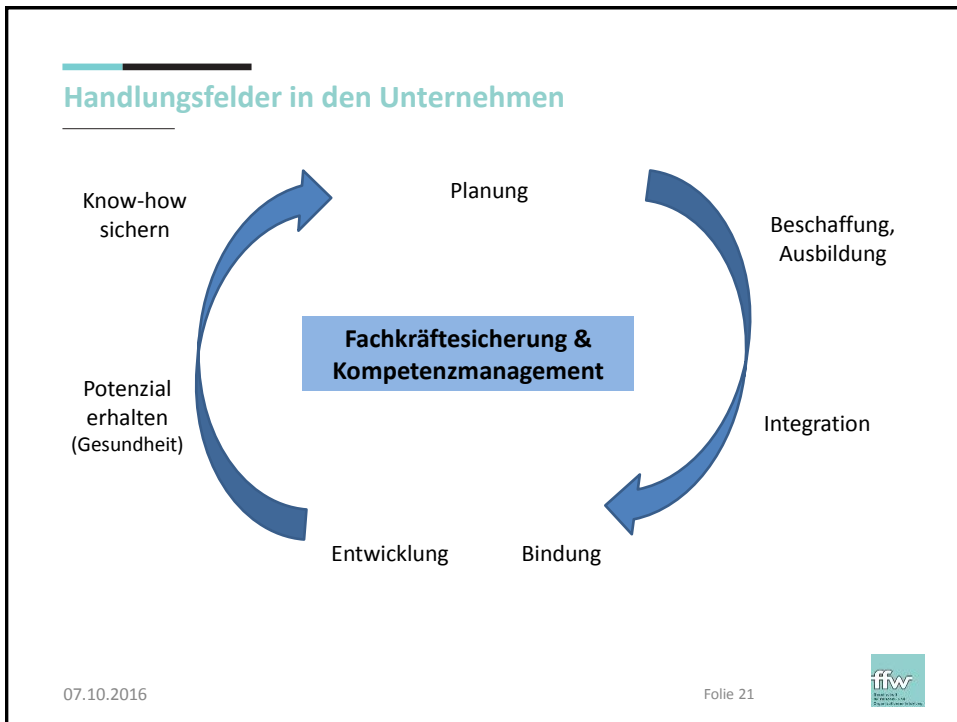 Handlungsfelder in den Unternehmen
Planung
Know-how
sichern
Beschaffung,
Ausbildung
Fachkräftesicherung &
Kompetenzmanagement
Potenzial
erhalten
(Gesundheit)
Integration
Entwicklung
Bindung
07.10.2016
Folie 21
ffw